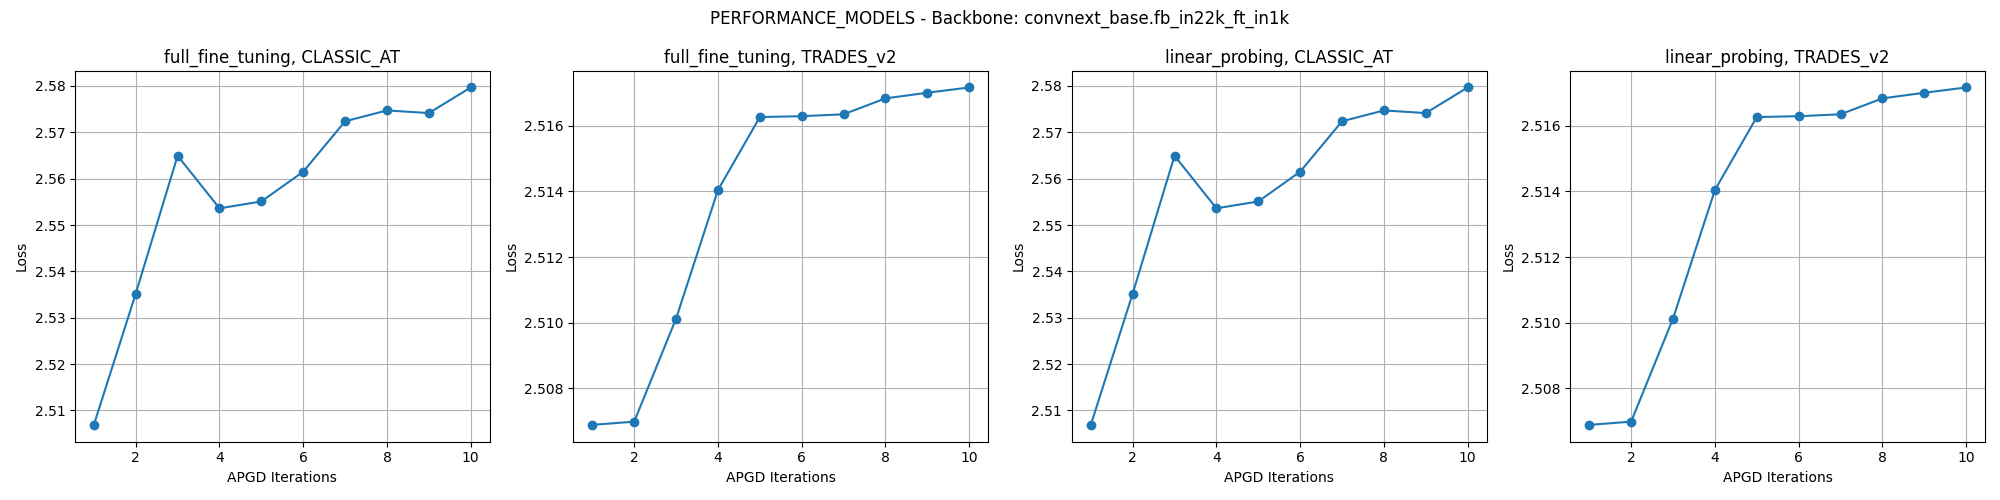 PERFORMANCE_MODELS - Backbone: convnext_base.fb_in22k_ft_in1k
full_fine_tuning, CLASSIC_AT
2.58
2.57
2.56
2.55
2.54
2.53
2.52
2.51
Loss
2 4 6 8 10
APGD Iterations
full_fine_tuning, TRADES_v2
2.516
2.514
2.512
2.510
2.508
Loss
2 4 6 8 10
APGD Iterations
linear_probing, CLASSIC_AT
2.58
2.57
2.56
2.55
2.54
2.53
2.52
2.51
Loss
2 4 6 8 10
APGD Iterations
linear_probing, TRADES_v2
2.516
2.514
2.512
2.510
2.508
Loss
2 4 6 8 10
APGD Iterations